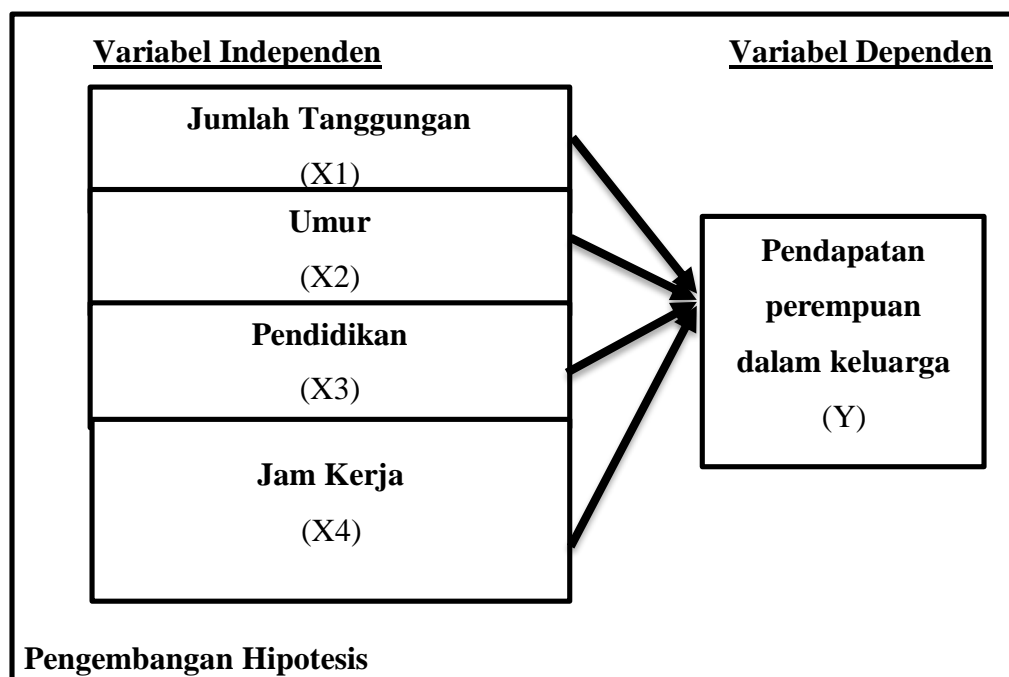 Variabel Independen
Variabel Dependen
Jumlah Tanggungan
(X1)
Umur
(X2)
Pendidikan
(X3)
Jam Kerja
(X4)
Pendapatan
perempuan
dalam keluarga
(Y)
Pengembangan Hipotesis